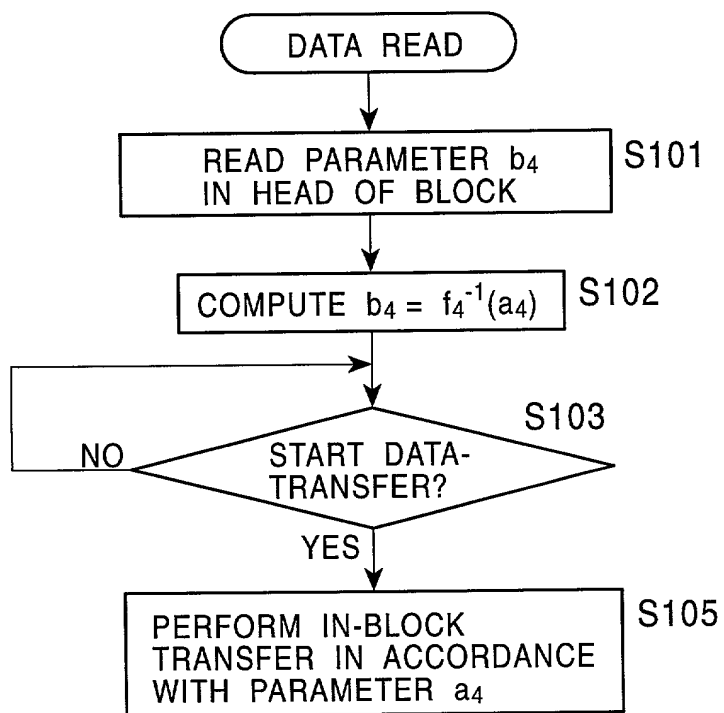 DATA READ
READ PARAMETER b₄
IN HEAD OF BLOCK
S101
COMPUTE b₄ = f₄⁻¹(a₄)
S102
S103
START DATA-
TRANSFER?
NO
YES
S105
PERFORM IN-BLOCK
TRANSFER IN ACCORDANCE
WITH PARAMETER a₄